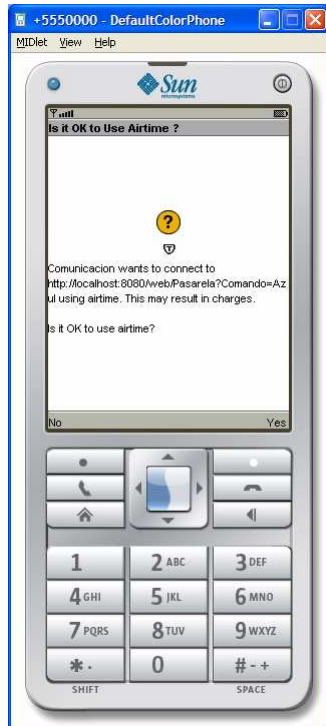 +5550000 - DefaultColorPhone
MIDlet View Help
Sun
microsystems
Is it OK to Use Airtime ?
?
Comunicacion wants to connect to
http://localhost:8080/web/Pasarela?Comando=Az
ul using airtime. This may result in charges.
Is it OK to use airtime?
No Yes
1 2 ABC 3 DEF
4 GHI 5 JKL 6 MNO
7 PQRS 8 TUV 9 WXYZ
* . 0 # - +
SHIFT SPACE